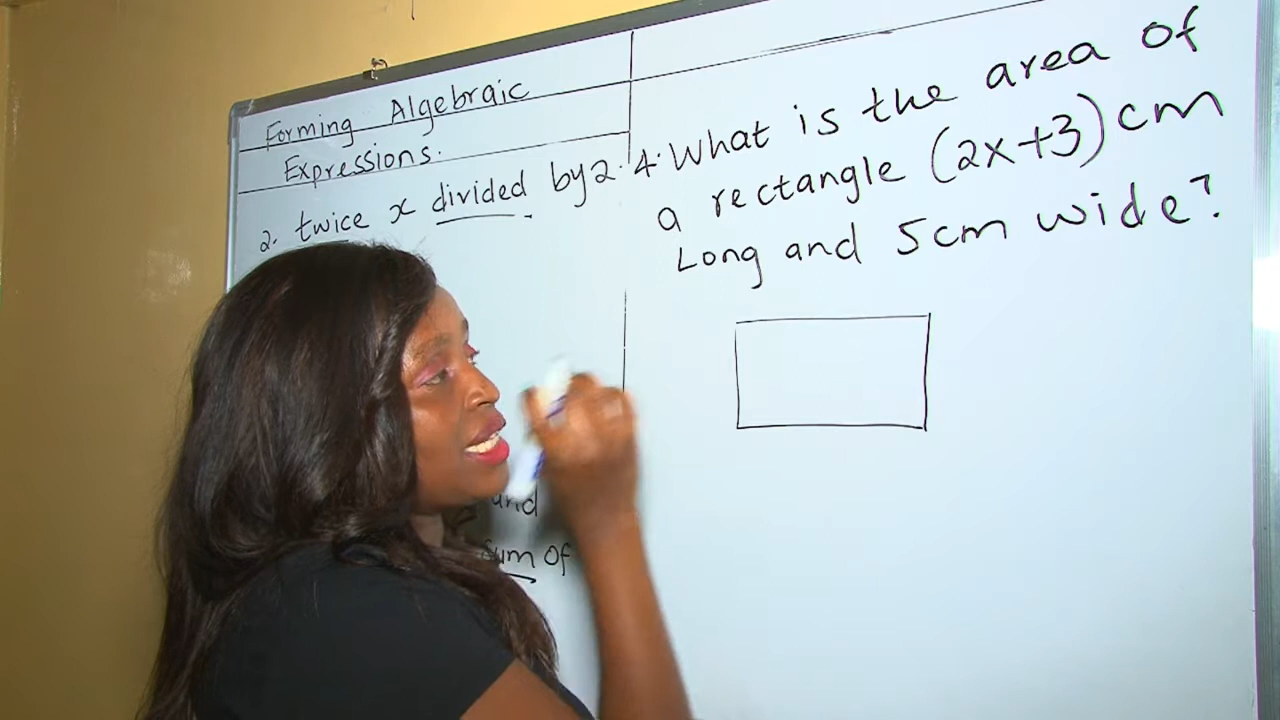 Forming Algebraic
Expressions.
2. twice x divided by 2.
and
Sum of
4. What is the area of
a rectangle (2x+3) cm
Long and 5cm wide?